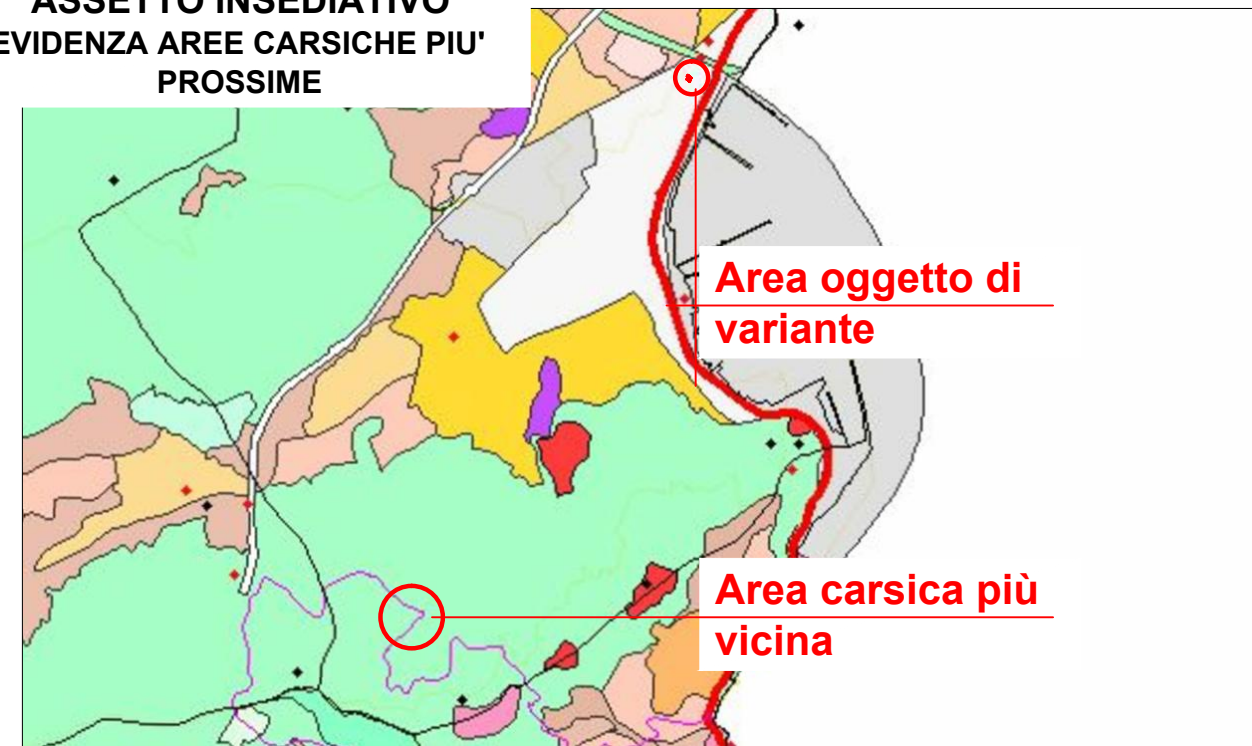 ASSETTO INSEDIATIVO
EVIDENZA AREE CARSICHE PIU'
PROSSIME
Area oggetto di
variante
Area carsica più
vicina